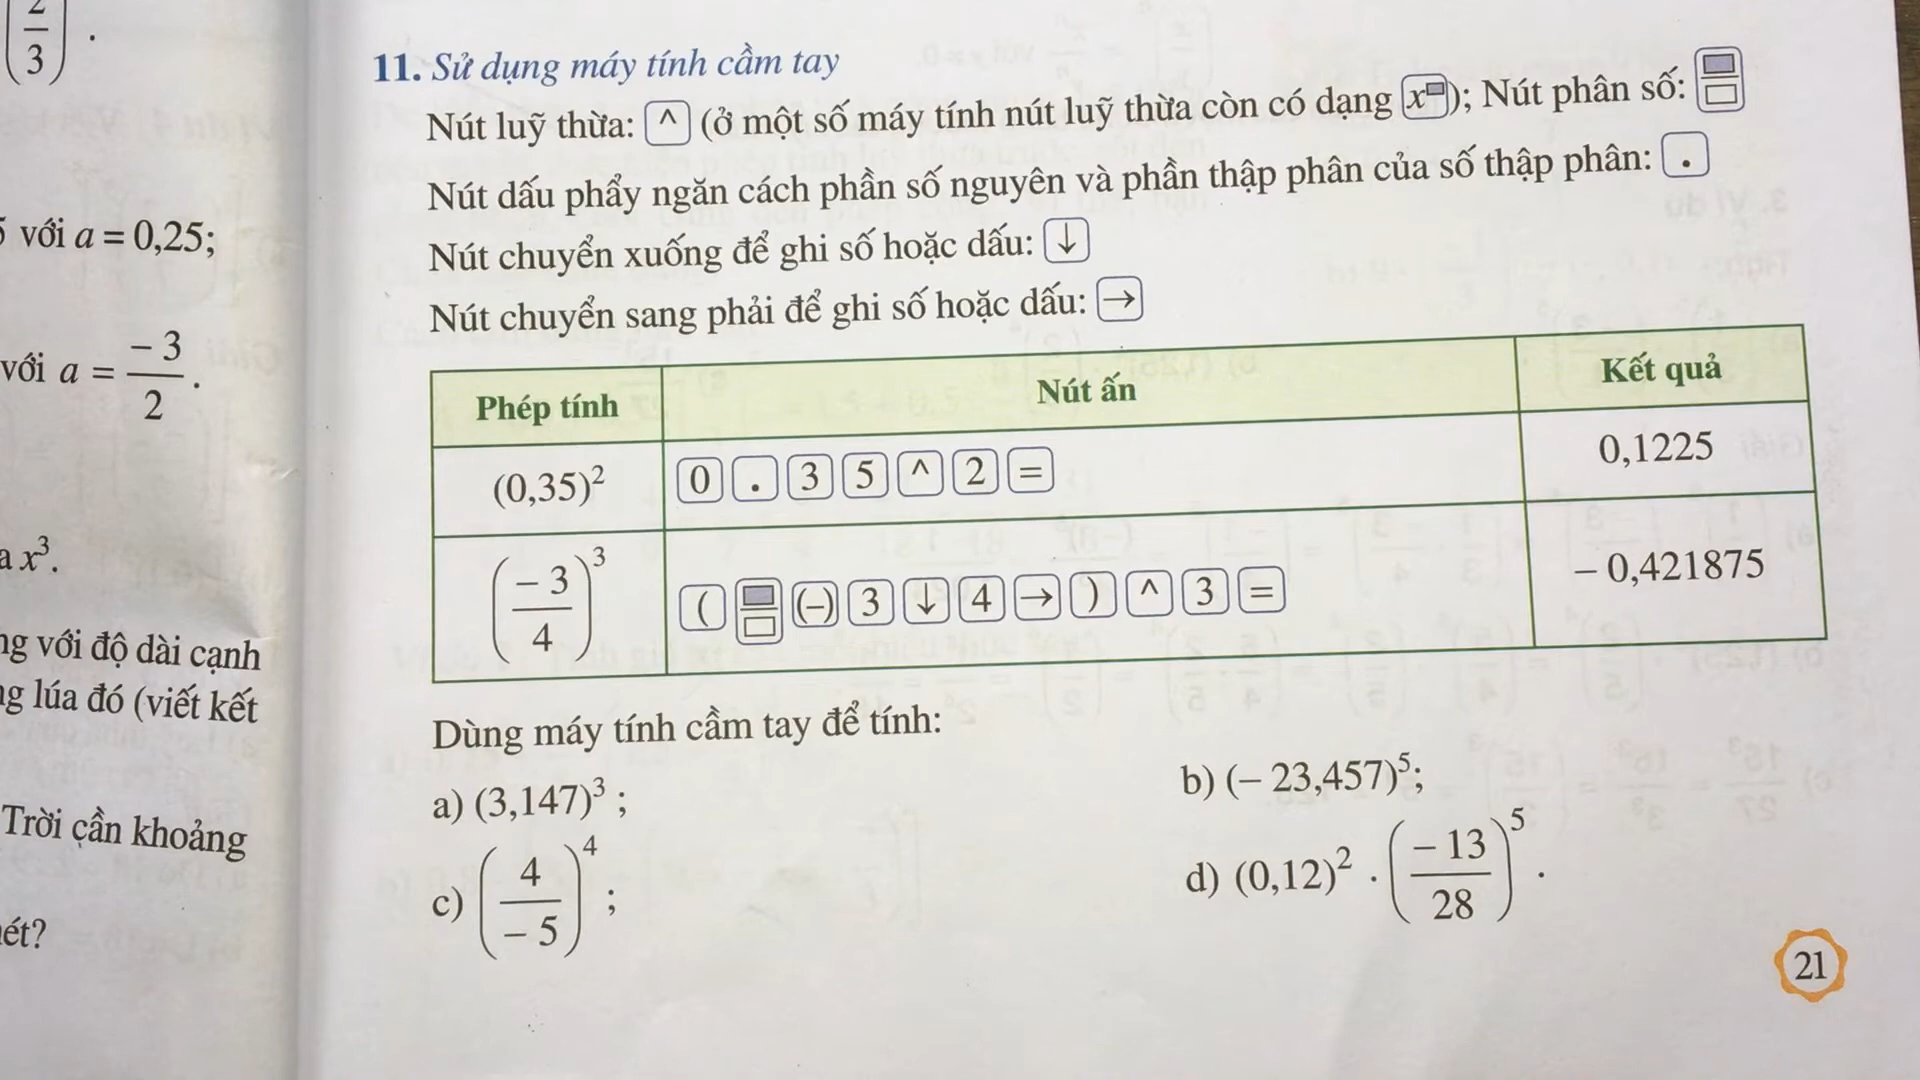 (2/3).
5 với a = 0,25;
với a = -3/2.
a x³.
ng với độ dài cạnh
ng lúa đó (viết kết
Trời cần khoảng
ét?
11. Sử dụng máy tính cầm tay
Nút luỹ thừa: ^ (ở một số máy tính nút luỹ thừa còn có dạng x□); Nút phân số: □/□
Nút dấu phẩy ngăn cách phần số nguyên và phần thập phân của số thập phân: .
Nút chuyển xuống để ghi số hoặc dấu: ↓
Nút chuyển sang phải để ghi số hoặc dấu: →
Phép tính Nút ấn Kết quả
(0,35)² 0 . 3 5 ^ 2 = 0,1225
(-3/4)³ ( □/□ (–) 3 ↓ 4 → ) ^ 3 = – 0,421875
Dùng máy tính cầm tay để tính:
a) (3,147)³ ; b) (– 23,457)⁵;
c) (4/-5)⁴ ; d) (0,12)² . (-13/28)⁵ .
21